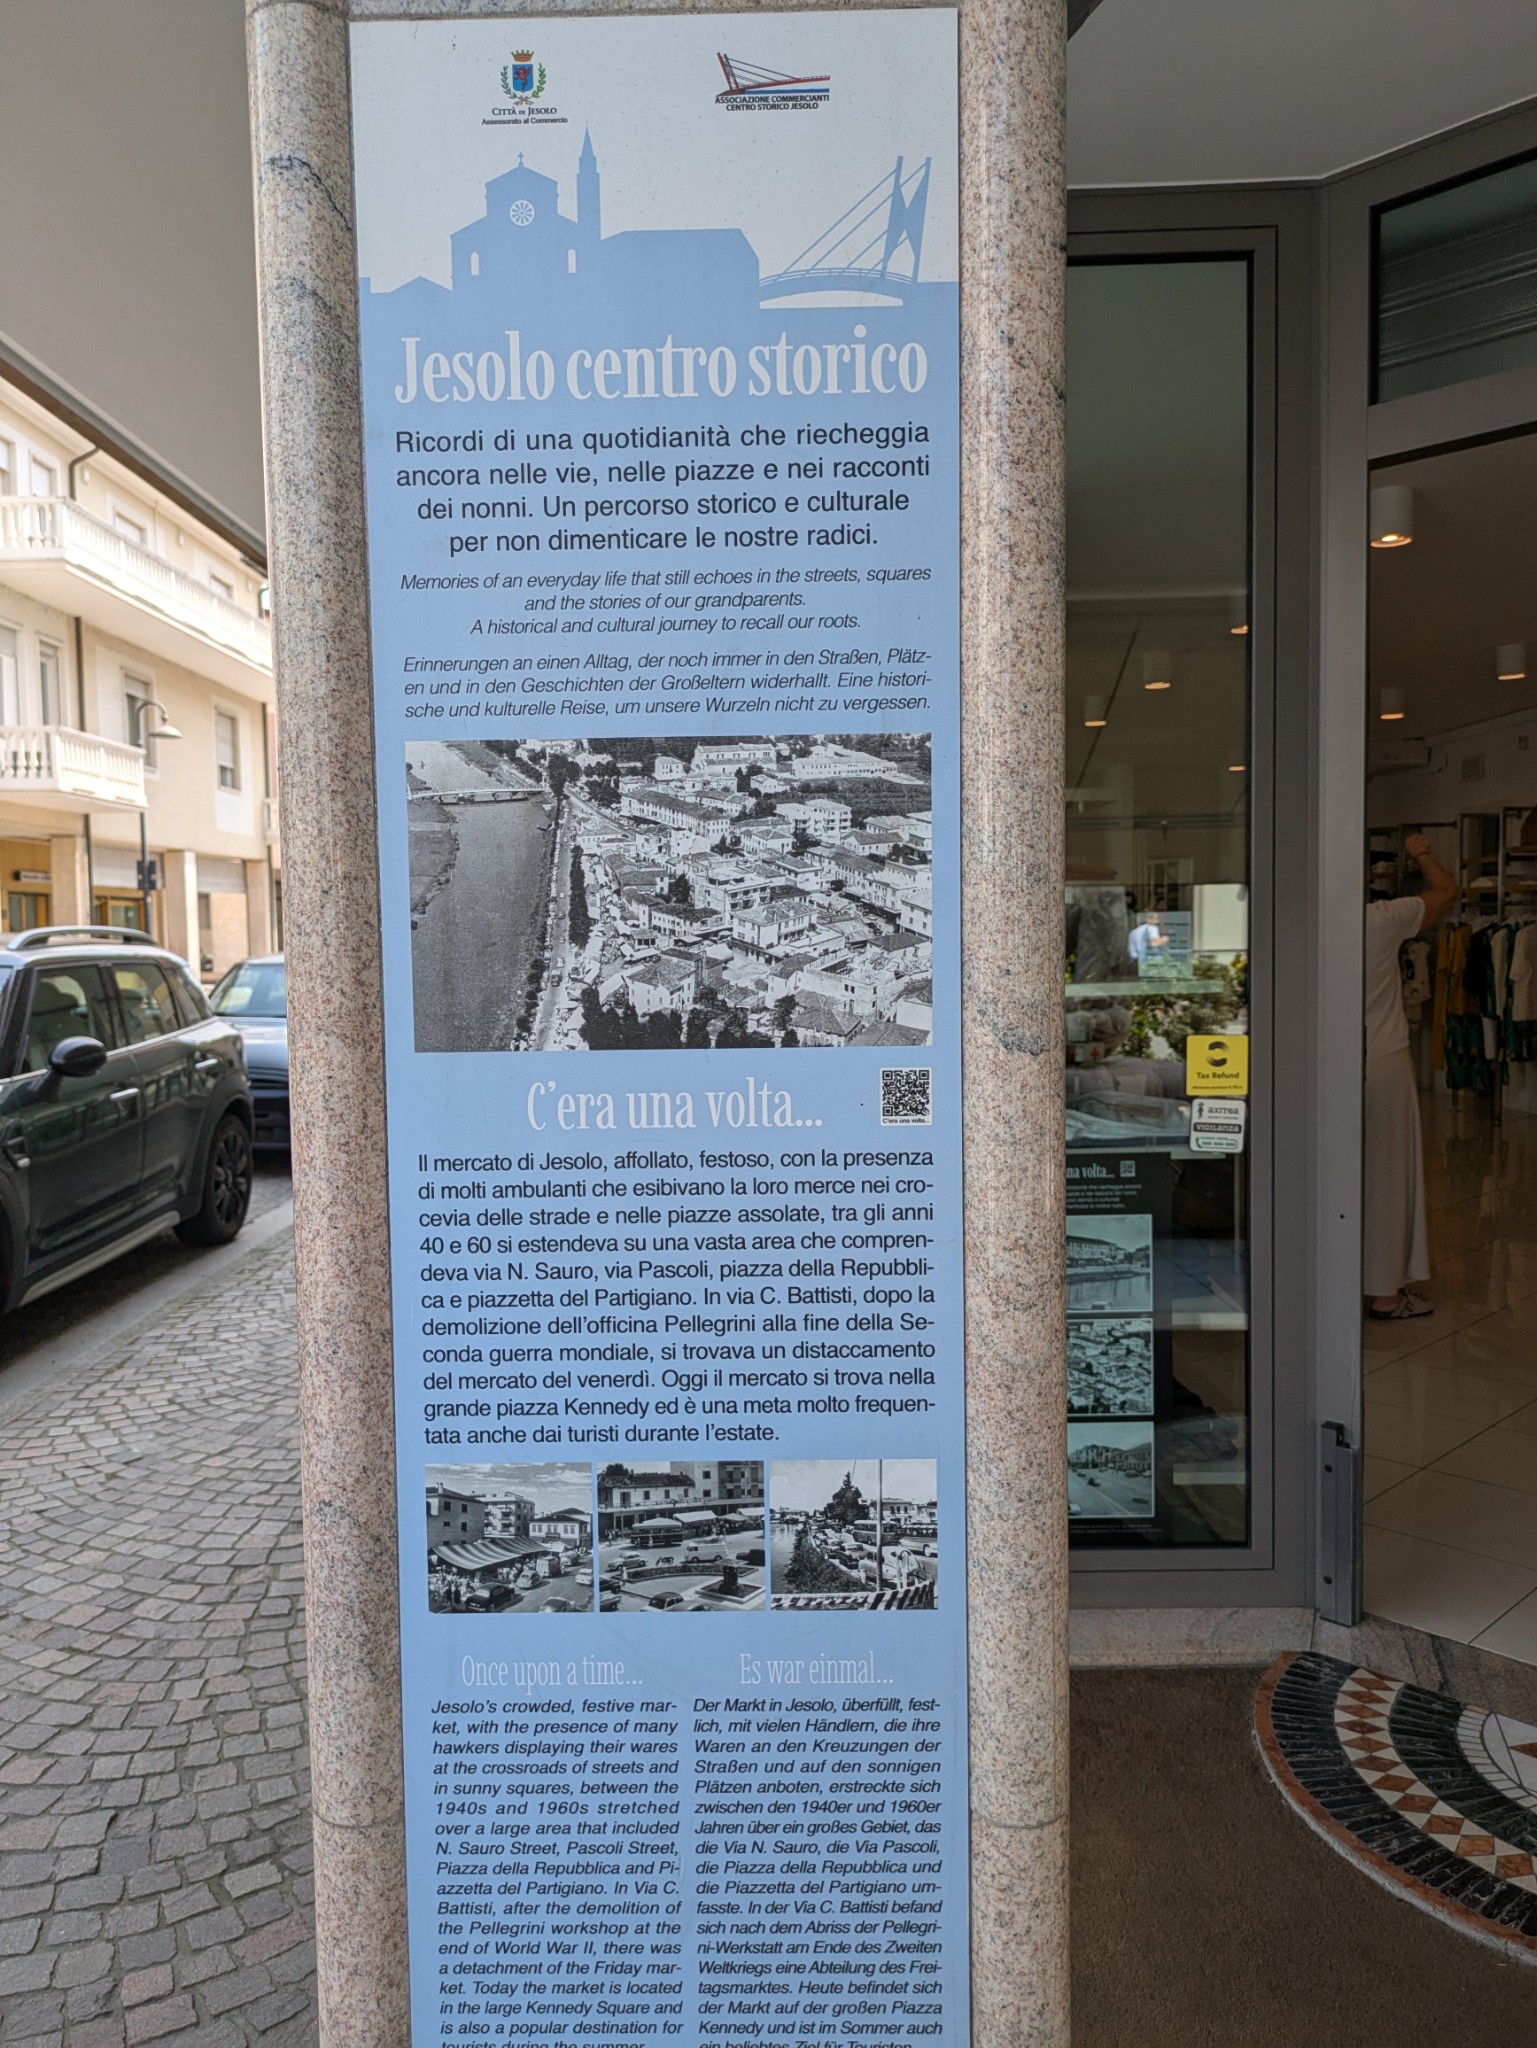 CITTÀ DI JESOLO
Assessorato al Commercio
ASSOCIAZIONE COMMERCIANTI
CENTRO STORICO JESOLO
Jesolo centro storico
Ricordi di una quotidianità che riecheggia
ancora nelle vie, nelle piazze e nei racconti
dei nonni. Un percorso storico e culturale
per non dimenticare le nostre radici.
Memories of an everyday life that still echoes in the streets, squares
and the stories of our grandparents.
A historical and cultural journey to recall our roots.
Erinnerungen an einen Alltag, der noch immer in den Straßen, Plätz-
en und in den Geschichten der Großeltern widerhallt. Eine histori-
sche und kulturelle Reise, um unsere Wurzeln nicht zu vergessen.
C'era una volta...
C'era una volta...
Il mercato di Jesolo, affollato, festoso, con la presenza
di molti ambulanti che esibivano la loro merce nei cro-
cevia delle strade e nelle piazze assolate, tra gli anni
40 e 60 si estendeva su una vasta area che compren-
deva via N. Sauro, via Pascoli, piazza della Repubbli-
ca e piazzetta del Partigiano. In via C. Battisti, dopo la
demolizione dell'officina Pellegrini alla fine della Se-
conda guerra mondiale, si trovava un distaccamento
del mercato del venerdì. Oggi il mercato si trova nella
grande piazza Kennedy ed è una meta molto frequen-
tata anche dai turisti durante l'estate.
Once upon a time...
Jesolo's crowded, festive mar-
ket, with the presence of many
hawkers displaying their wares
at the crossroads of streets and
in sunny squares, between the
1940s and 1960s stretched
over a large area that included
N. Sauro Street, Pascoli Street,
Piazza della Repubblica and Pi-
azzetta del Partigiano. In Via C.
Battisti, after the demolition of
the Pellegrini workshop at the
end of World War II, there was
a detachment of the Friday mar-
ket. Today the market is located
in the large Kennedy Square and
is also a popular destination for
tourists during the summer.
Es war einmal...
Der Markt in Jesolo, überfüllt, fest-
lich, mit vielen Händlern, die ihre
Waren an den Kreuzungen der
Straßen und auf den sonnigen
Plätzen anboten, erstreckte sich
zwischen den 1940er und 1960er
Jahren über ein großes Gebiet, das
die Via N. Sauro, die Via Pascoli,
die Piazza della Repubblica und
die Piazzetta del Partigiano um-
fasste. In der Via C. Battisti befand
sich nach dem Abriss der Pellegri-
ni-Werkstatt am Ende des Zweiten
Weltkriegs eine Abteilung des Frei-
tagsmarktes. Heute befindet sich
der Markt auf der großen Piazza
Kennedy und ist im Sommer auch
ein beliebtes Ziel für Touristen.
Tax Refund
axitea
VIGILANZA
na volta...